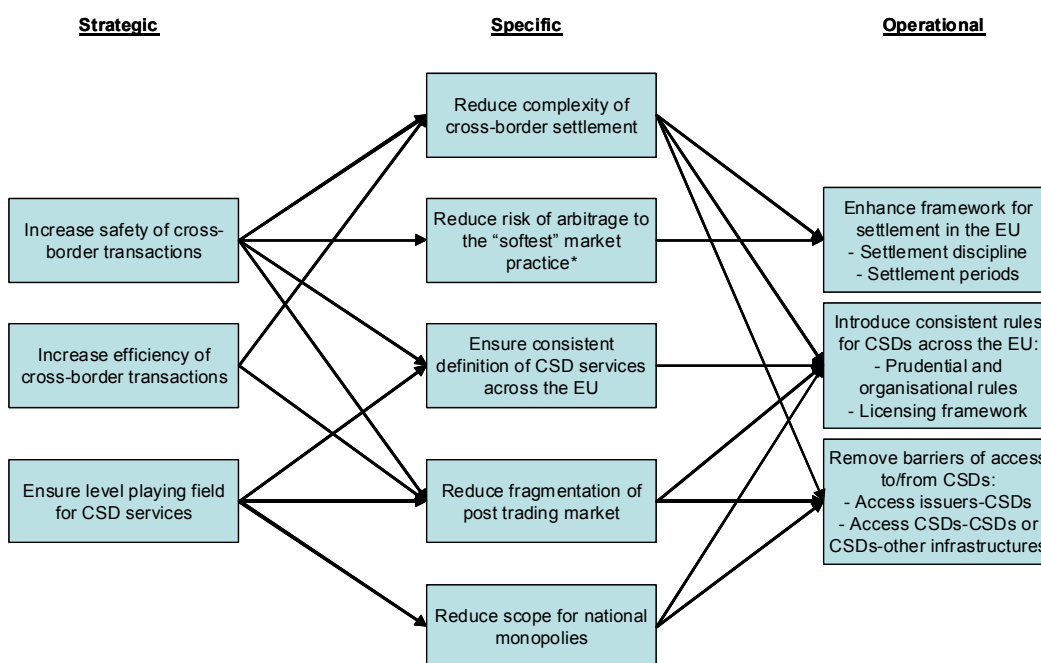 Strategic
Specific
Operational
Reduce complexity of
cross-border settlement
Increase safety of cross-
border transactions
Reduce risk of arbitrage to
the “softest” market
practice*
Enhance framework for
settlement in the EU
- Settlement discipline
- Settlement periods
Increase efficiency of
cross-border transactions
Ensure consistent
definition of CSD services
across the EU
Introduce consistent rules
for CSDs across the EU:
- Prudential and
organisational rules
- Licensing framework
Ensure level playing field
for CSD services
Reduce fragmentation of
post trading market
Remove barriers of access
to/from CSDs:
- Access issuers-CSDs
- Access CSDs-CSDs or
CSDs-other infrastructures
Reduce scope for national
monopolies